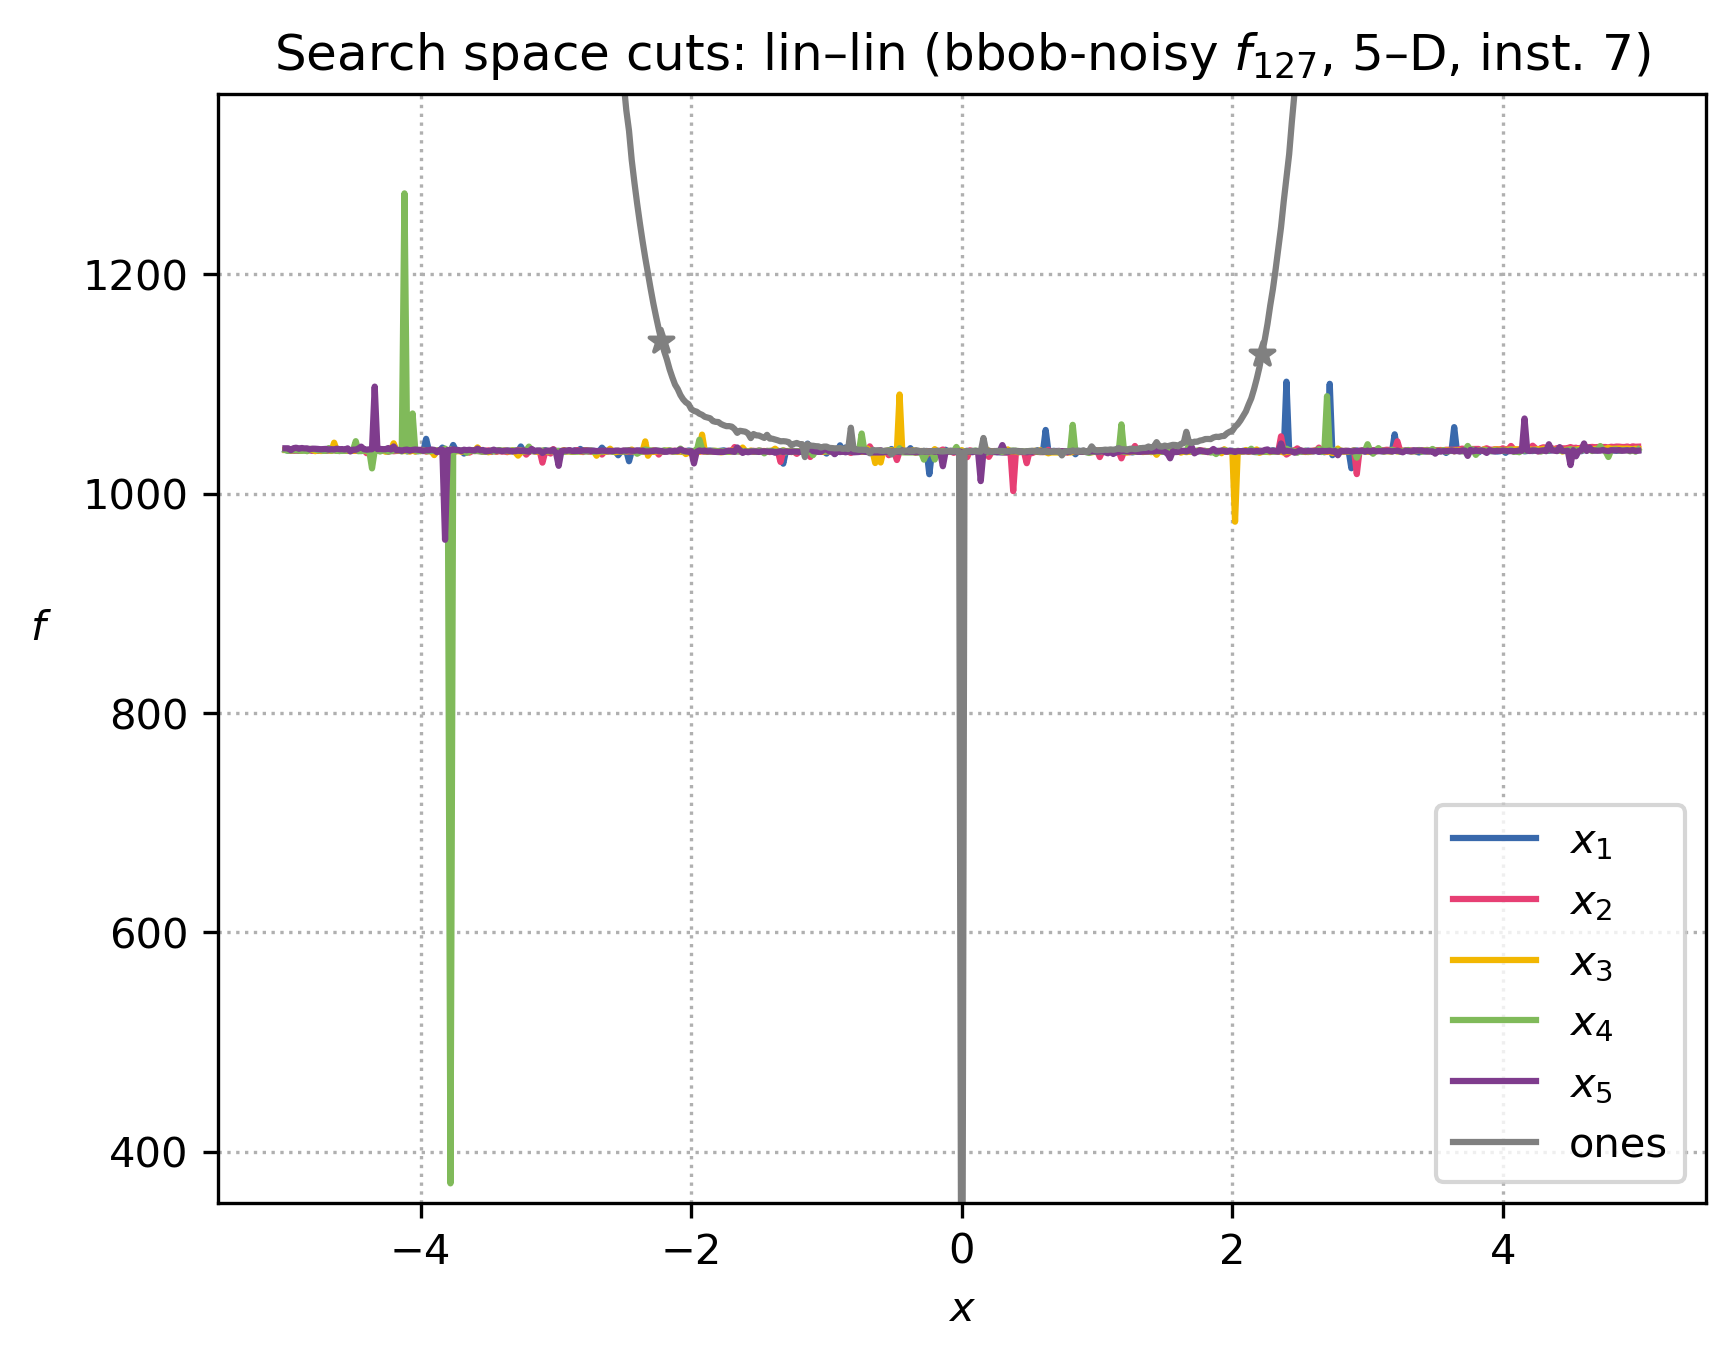 Search space cuts: lin–lin (bbob-noisy f₁₂₇, 5–D, inst. 7)
1200
1000
800
600
400
f
−4
−2
0
2
4
x
x₁
x₂
x₃
x₄
x₅
ones